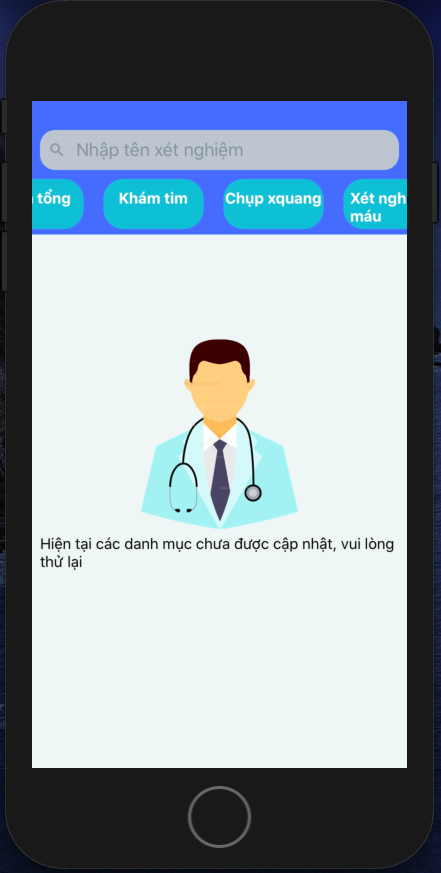 Nhập tên xét nghiệm
tổng
Khám tim
Chụp xquang
Xét ngh
máu
Hiện tại các danh mục chưa được cập nhật, vui lòng
thử lại